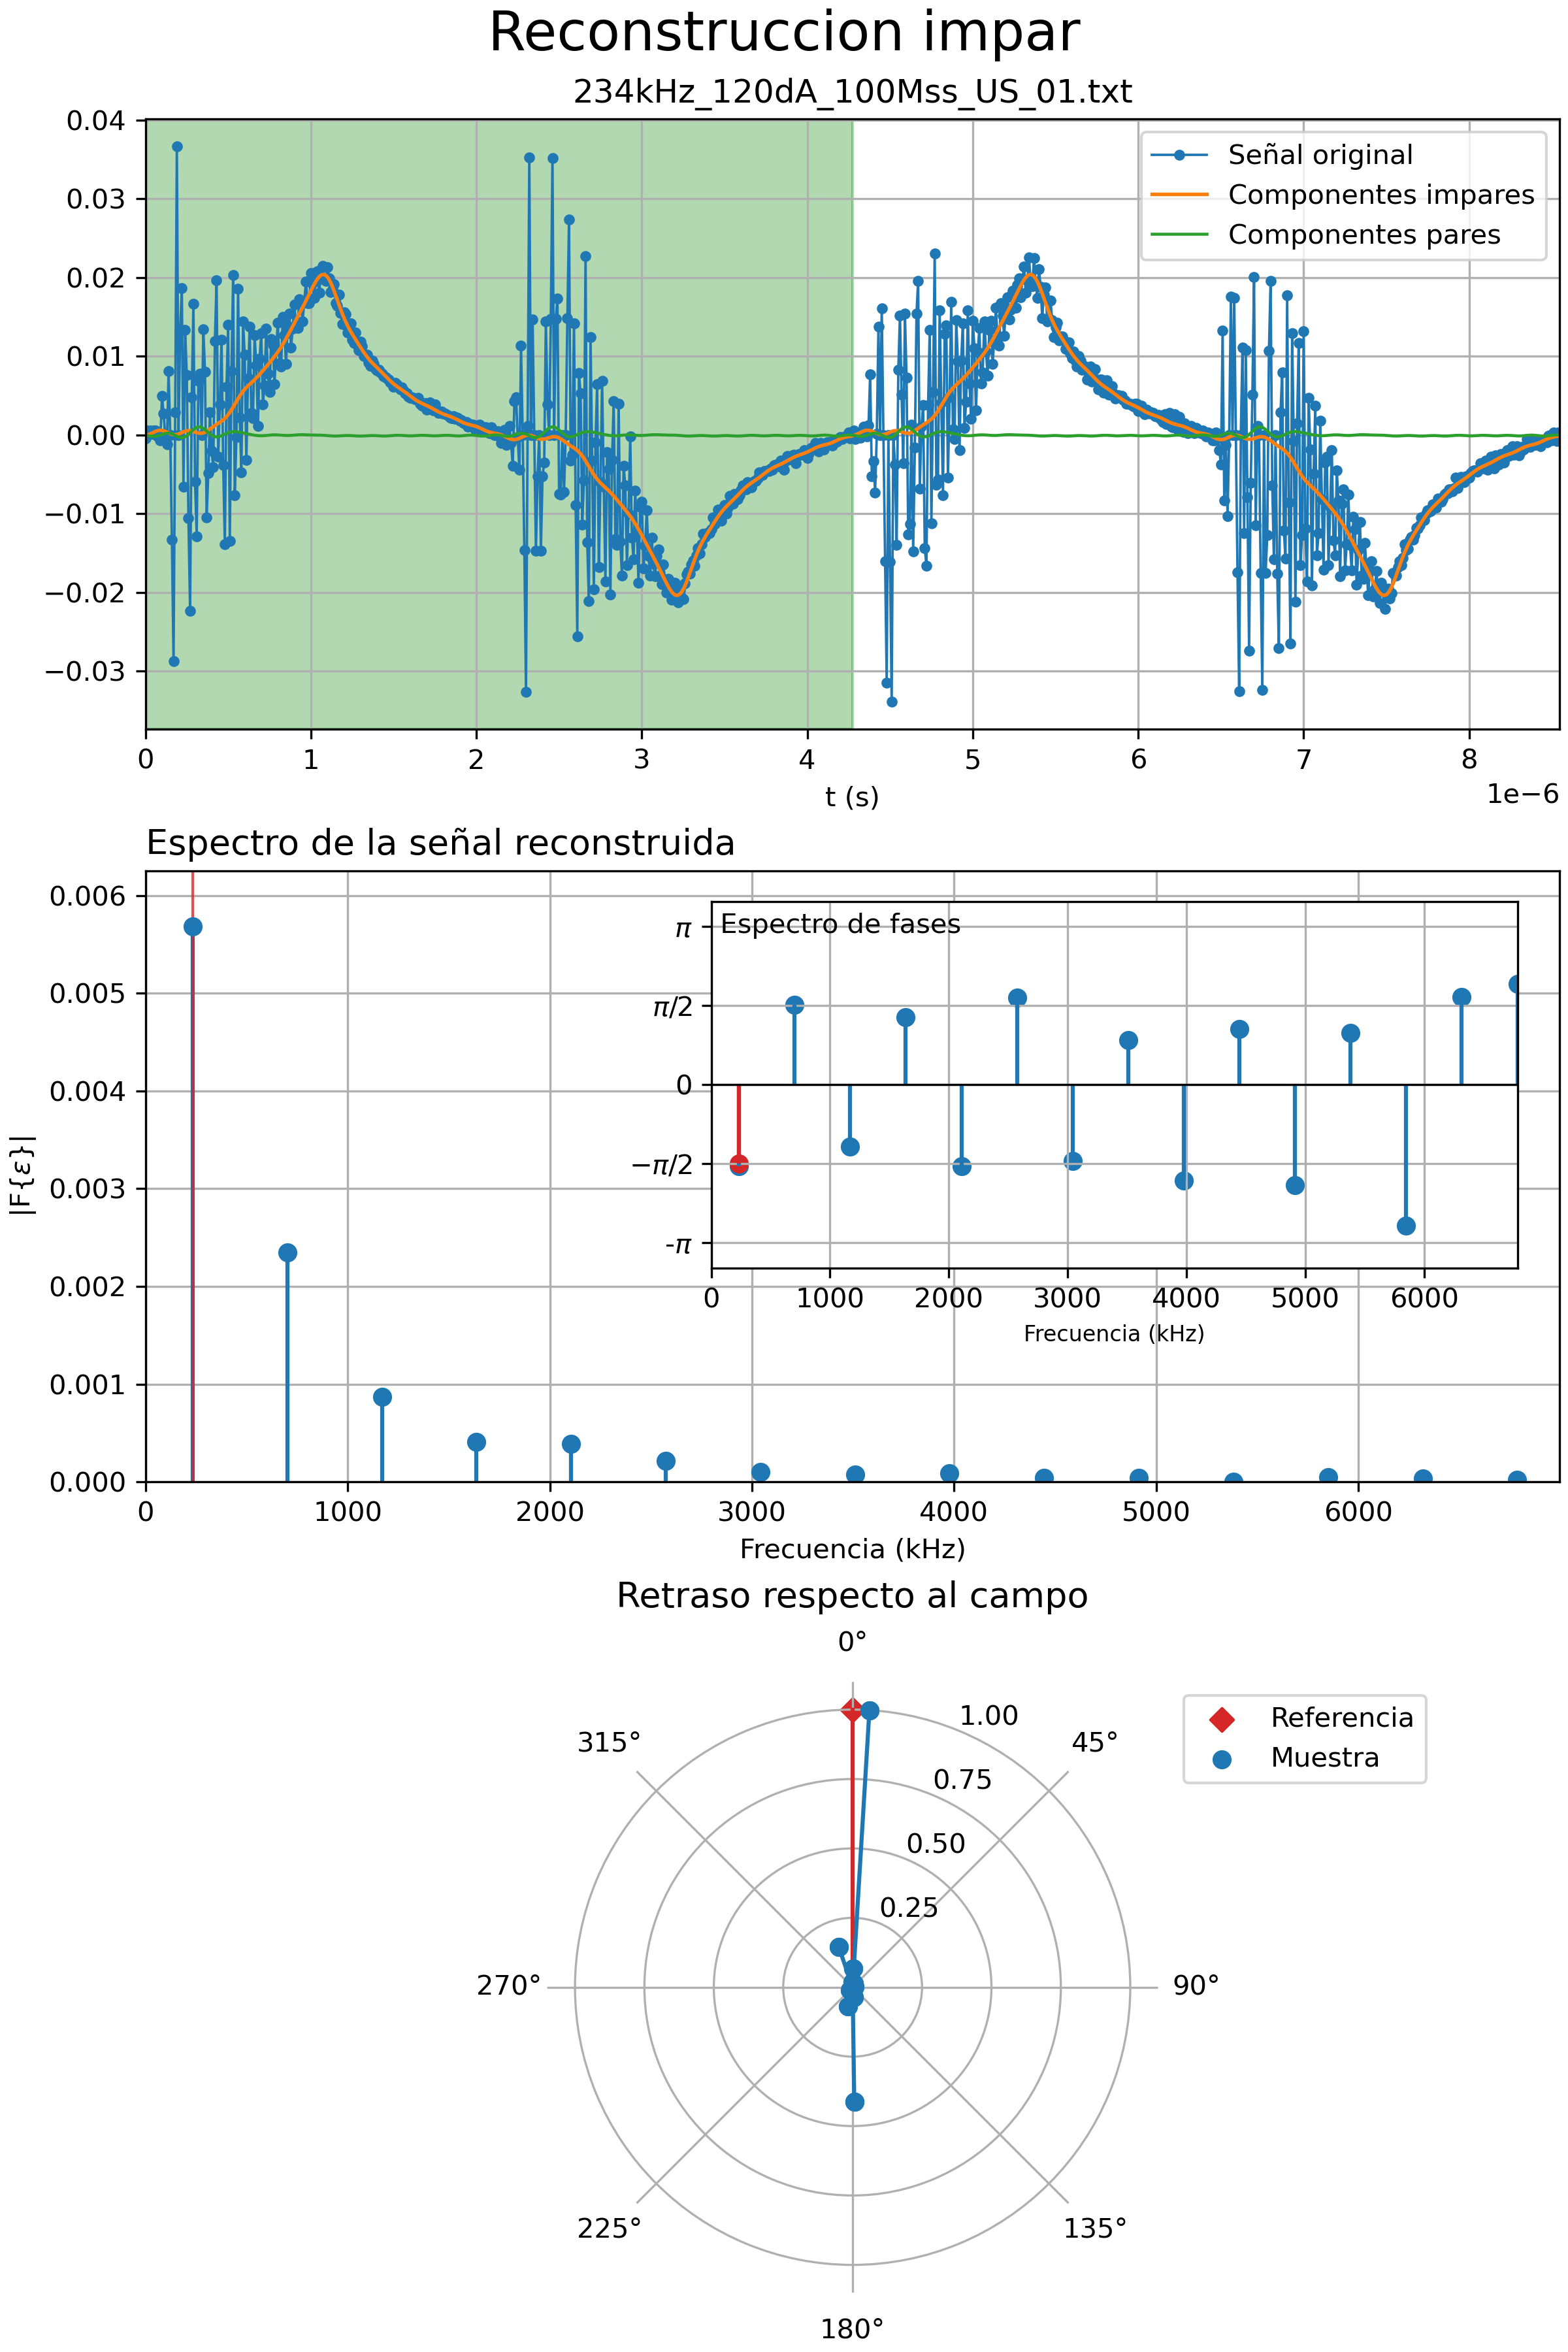 Reconstruccion impar
234kHz_120dA_100Mss_US_01.txt
0.04
0.03
0.02
0.01
0.00
−0.01
−0.02
−0.03
Señal original
Componentes impares
Componentes pares
0 1 2 3 4 5 6 7 8
1e−6
t (s)
Espectro de la señal reconstruida
0.006
0.005
0.004
0.003
0.002
0.001
0.000
|F{ε}|
Espectro de fases
π
π/2
0
−π/2
-π
0 1000 2000 3000 4000 5000 6000
Frecuencia (kHz)
0 1000 2000 3000 4000 5000 6000
Frecuencia (kHz)
Retraso respecto al campo
0°
45°
90°
135°
180°
225°
270°
315°
1.00
0.75
0.50
0.25
Referencia
Muestra